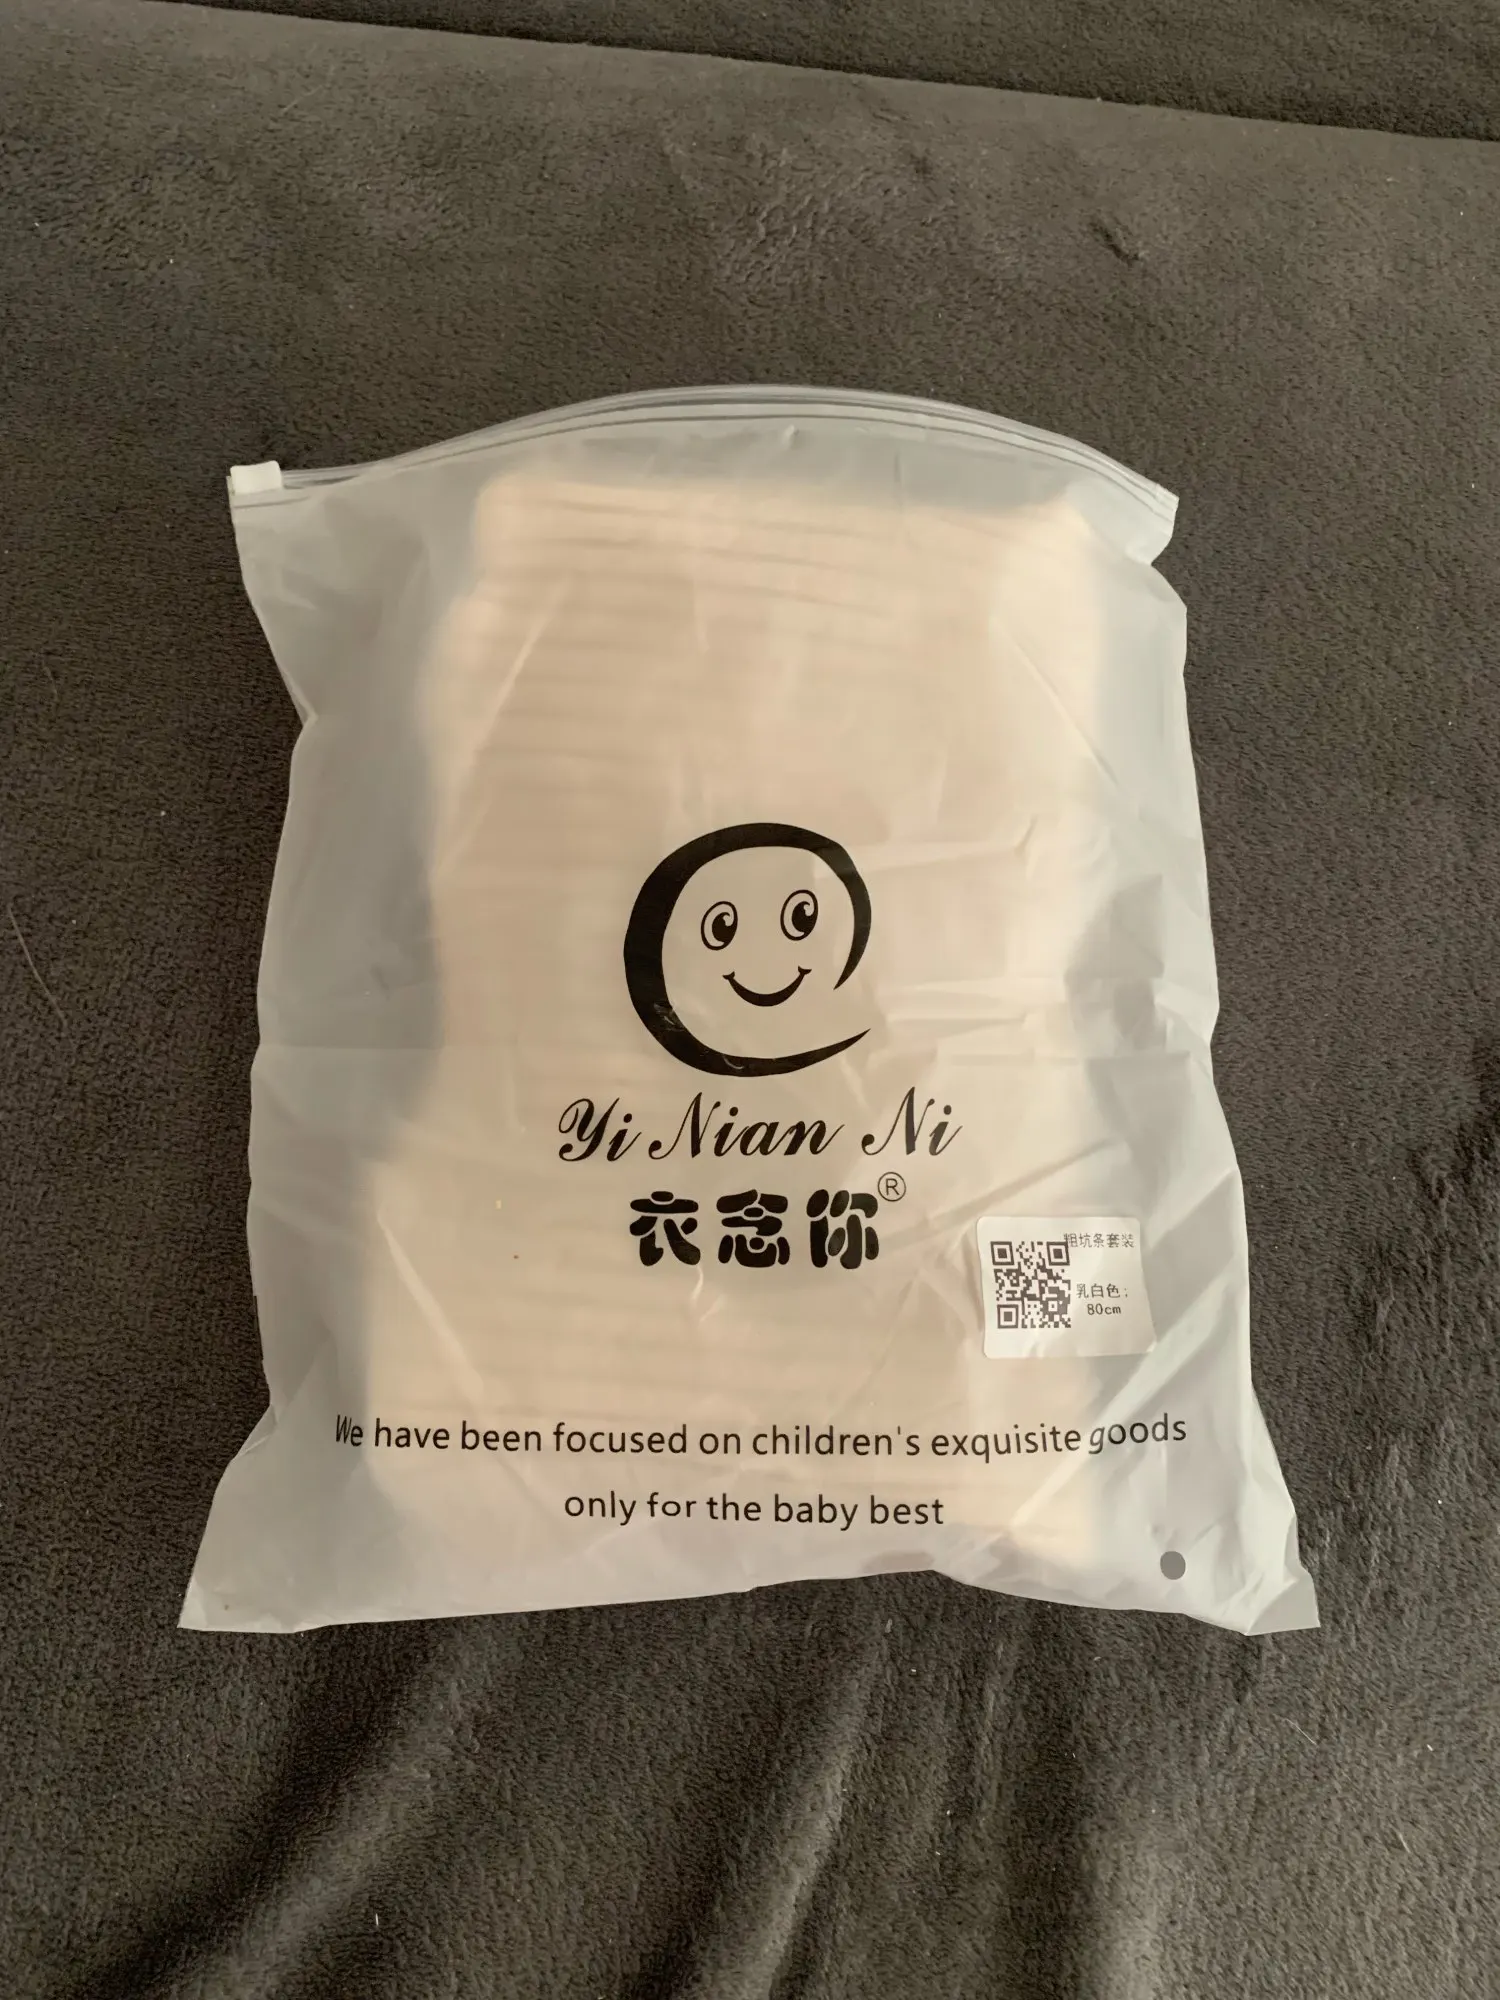 Yi Nian Ni
衣念你®
粗坑条套装
乳白色;
80cm
We have been focused on children's exquisite goods
only for the baby best